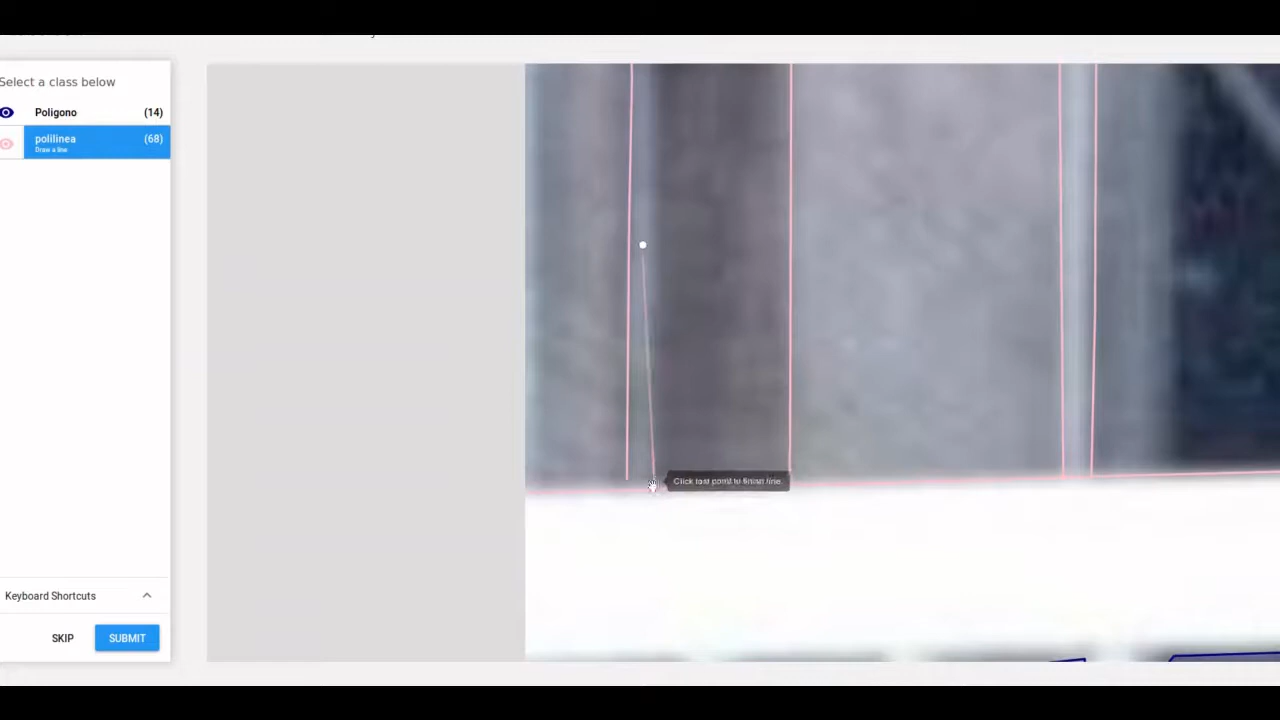 Select a class below
Poligono (14)
polilinea (68)
Draw a line
Click last point to finish line.
Keyboard Shortcuts
SKIP SUBMIT